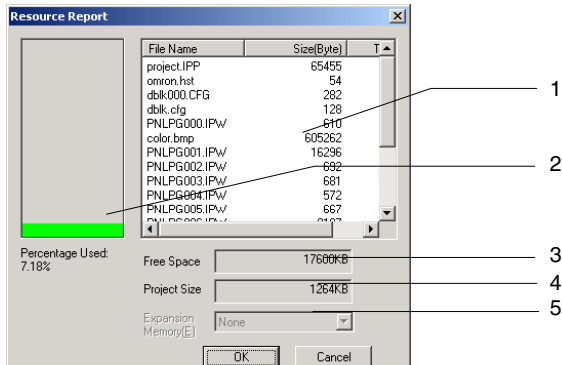 Resource Report
File Name Size(Byte) T
project.IPP 65455
omron.hst 54
dblk000.CFG 282
dblk.cfg 128
PNLPG000.IPW 610
color.bmp 605262
PNLPG001.IPW 16296
PNLPG002.IPW 692
PNLPG003.IPW 681
PNLPG004.IPW 572
PNLPG005.IPW 667
1
2
Percentage Used:
7.18%
Free Space 17600KB
3
Project Size 1264KB
4
Expansion
Memory(E) None
5
OK Cancel